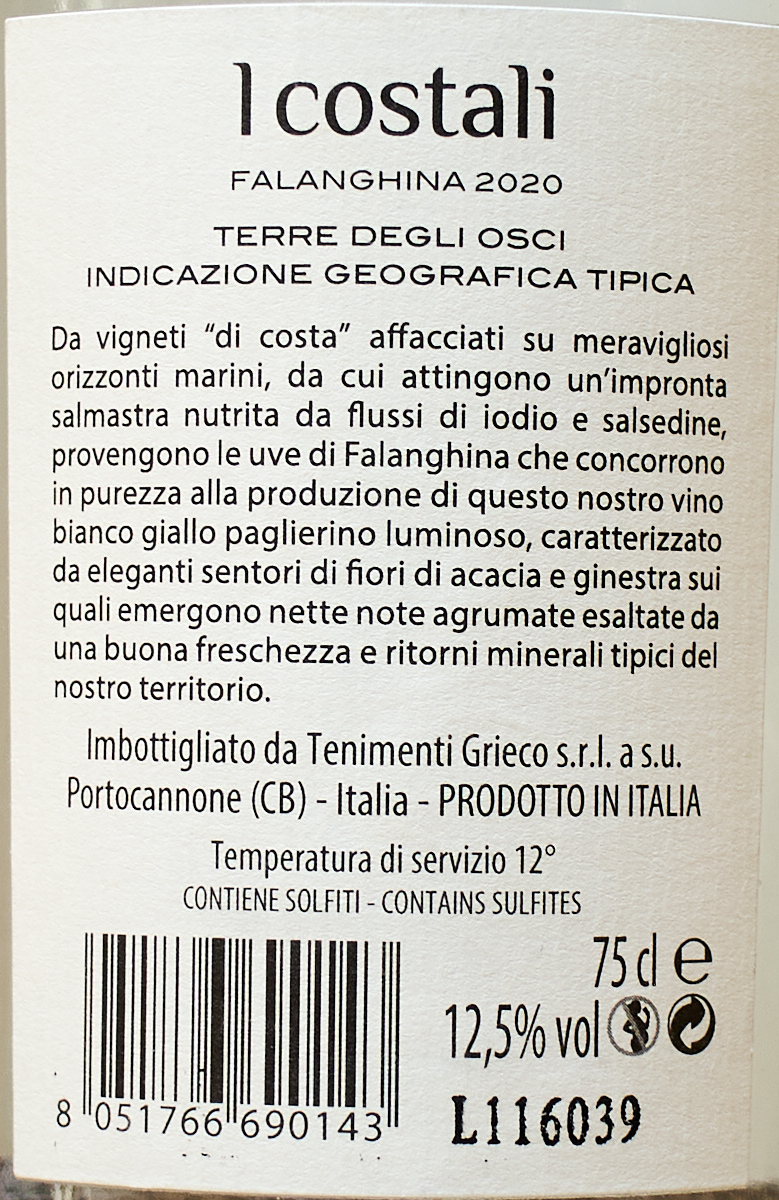 I costali
FALANGHINA 2020
TERRE DEGLI OSCI
INDICAZIONE GEOGRAFICA TIPICA
Da vigneti “di costa” affacciati su meravigliosi
orizzonti marini, da cui attingono un’impronta
salmastra nutrita da flussi di iodio e salsedine,
provengono le uve di Falanghina che concorrono
in purezza alla produzione di questo nostro vino
bianco giallo paglierino luminoso, caratterizzato
da eleganti sentori di fiori di acacia e ginestra sui
quali emergono nette note agrumate esaltate da
una buona freschezza e ritorni minerali tipici del
nostro territorio.
Imbottigliato da Tenimenti Grieco s.r.l. a s.u.
Portocannone (CB) - Italia - PRODOTTO IN ITALIA
Temperatura di servizio 12°
CONTIENE SOLFITI - CONTAINS SULFITES
75 cl e
12,5% vol
8 051766 690143
L116039